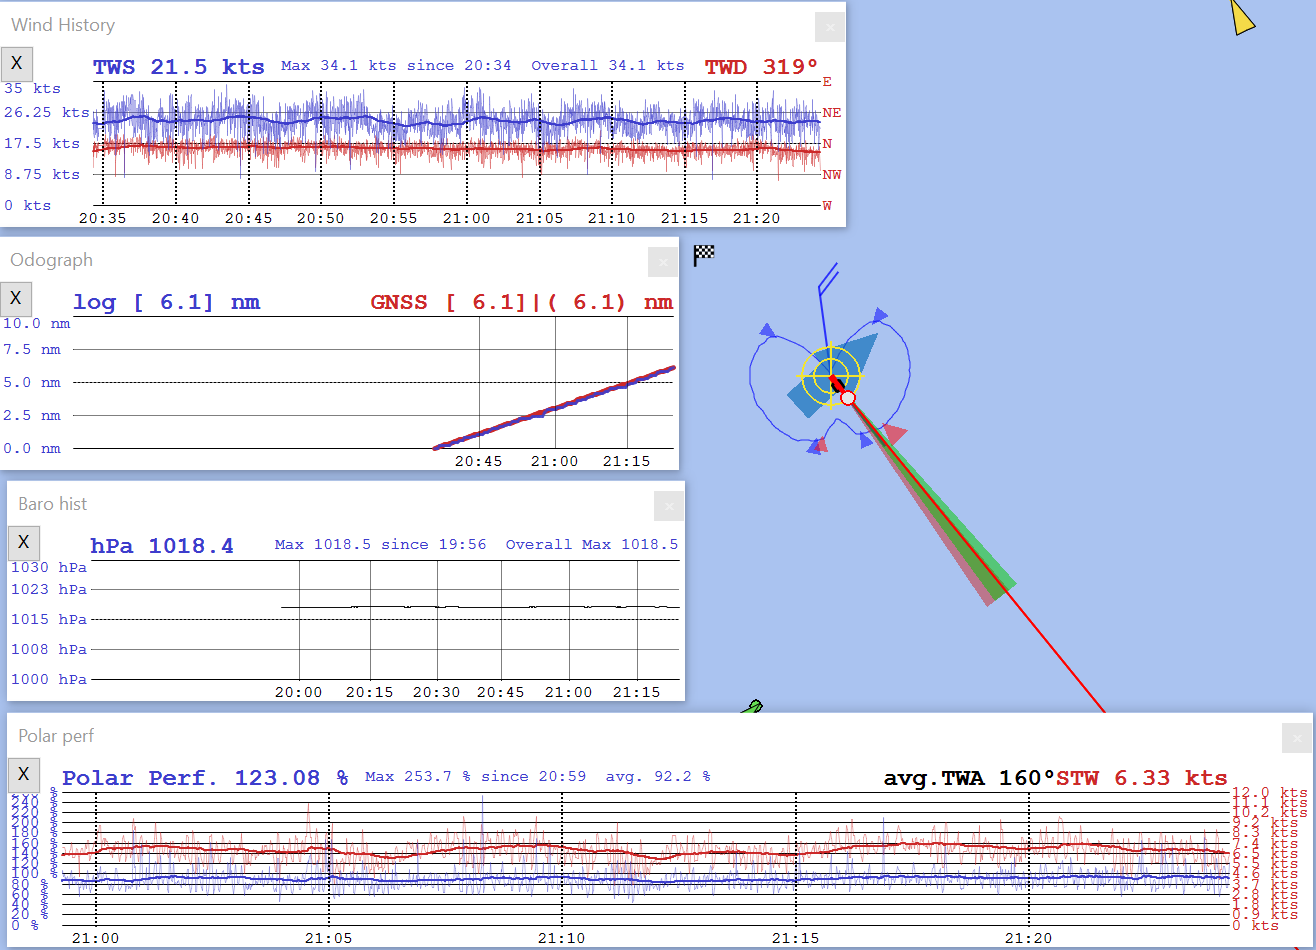 Wind History
X
TWS 21.5 kts Max 34.1 kts since 20:34 Overall 34.1 kts TWD 319°
35 kts E
26.25 kts NE
17.5 kts N
8.75 kts NW
0 kts W
20:35 20:40 20:45 20:50 20:55 21:00 21:05 21:10 21:15 21:20
Odograph
X
log [ 6.1] nm GNSS [ 6.1]|( 6.1) nm
10.0 nm
7.5 nm
5.0 nm
2.5 nm
0.0 nm
20:45 21:00 21:15
Baro hist
X
hPa 1018.4 Max 1018.5 since 19:56 Overall Max 1018.5
1030 hPa
1023 hPa
1015 hPa
1008 hPa
1000 hPa
20:00 20:15 20:30 20:45 21:00 21:15
Polar perf
X
Polar Perf. 123.08 % Max 253.7 % since 20:59 avg. 92.2 % avg.TWA 160° STW 6.33 kts
12.0 kts
240 % 11.1 kts
220 % 10.2 kts
200 % 9.2 kts
180 % 8.3 kts
160 % 7.4 kts
140 % 6.5 kts
120 % 5.5 kts
100 % 4.6 kts
80 % 3.7 kts
60 % 2.8 kts
40 % 1.8 kts
20 % 0.9 kts
0 % 0 kts
21:00 21:05 21:10 21:15 21:20